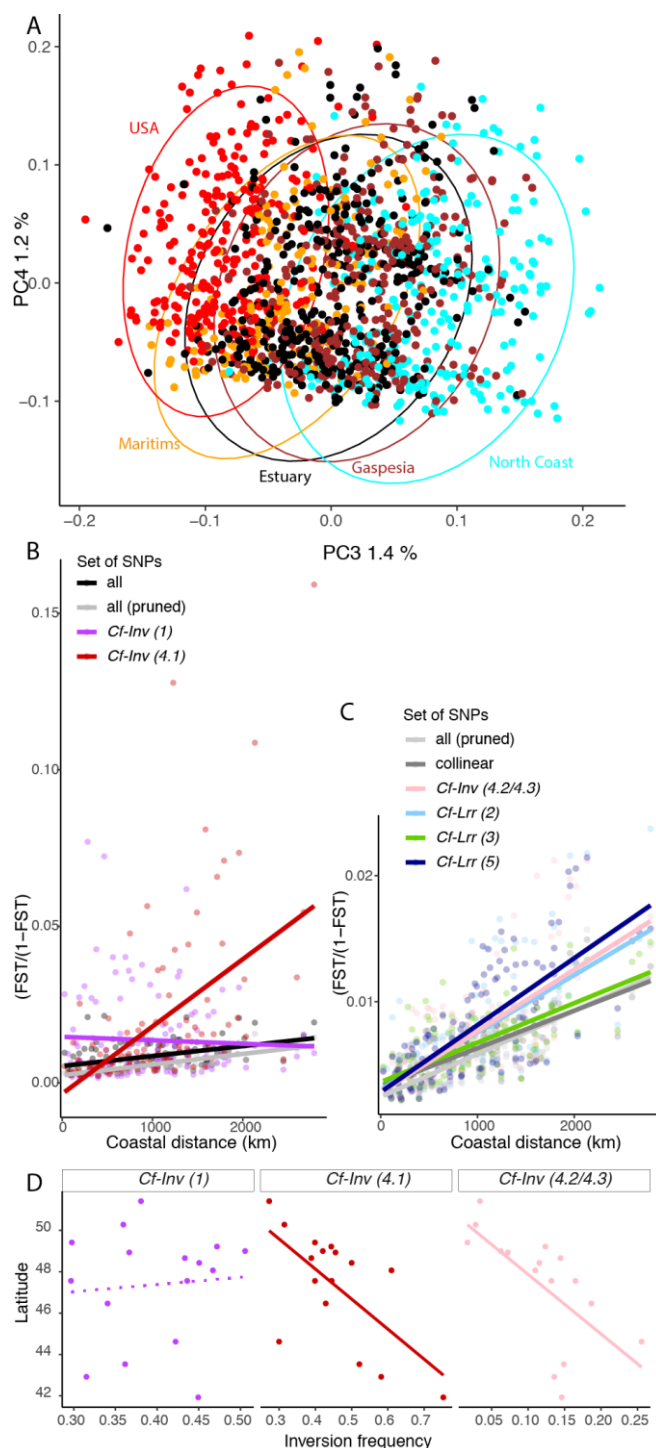 A
0.2
0.1
0.0
−0.1
PC4 1.2 %
USA
Maritims
Estuary
Gaspesia
North Coast
−0.2
−0.1
0.0
0.1
0.2
PC3 1.4 %
B
Set of SNPs
all
all (pruned)
Cf-Inv (1)
Cf-Inv (4.1)
0.15
0.10
0.05
0.00
(FST/(1−FST)
0
1000
2000
Coastal distance (km)
C
Set of SNPs
all (pruned)
collinear
Cf-Inv (4.2/4.3)
Cf-Lrr (2)
Cf-Lrr (3)
Cf-Lrr (5)
0.02
0.01
(FST/(1−FST)
0
1000
2000
Coastal distance (km)
D
Cf-Inv (1)
Cf-Inv (4.1)
Cf-Inv (4.2/4.3)
50
48
46
44
42
Latitude
0.30 0.35 0.40 0.45 0.50
0.3 0.4 0.5 0.6 0.7
0.05 0.10 0.15 0.20 0.25
Inversion frequency